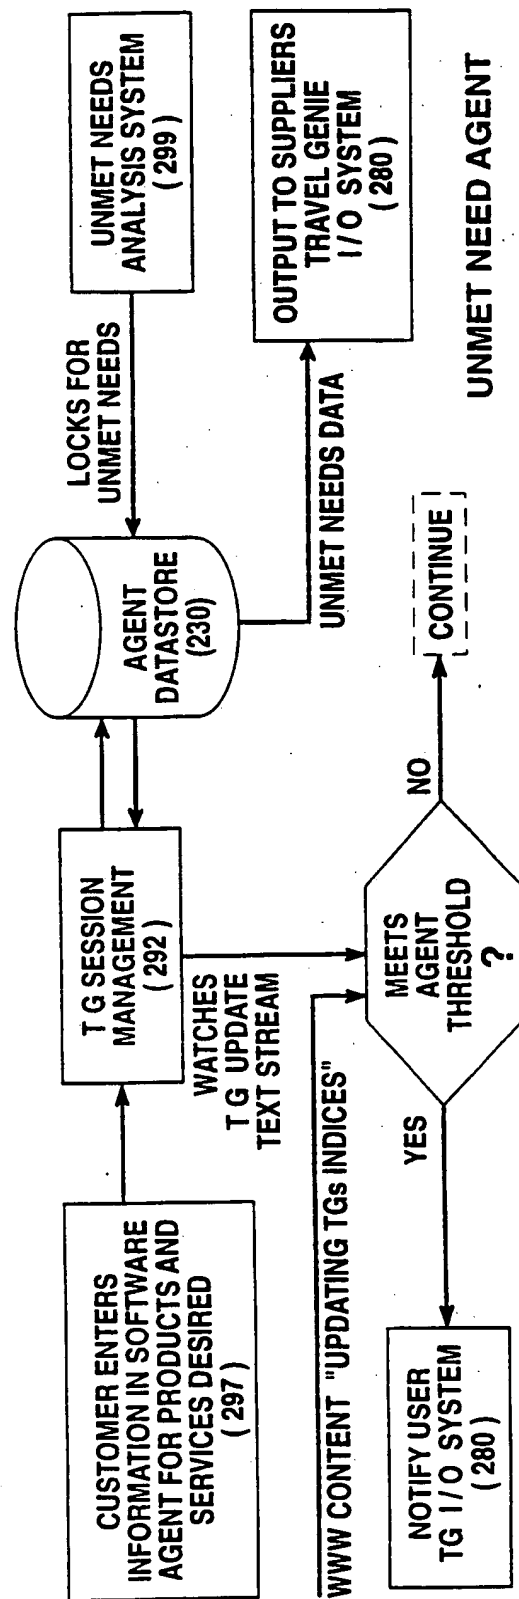 CUSTOMER ENTERS
INFORMATION IN SOFTWARE
AGENT FOR PRODUCTS AND
SERVICES DESIRED
(297)
T G SESSION
MANAGEMENT
(292)
AGENT
DATASTORE
(230)
LOCKS FOR
UNMET NEEDS
UNMET NEEDS
ANALYSIS SYSTEM
(299)
WATCHES
T G UPDATE
TEXT STREAM
UNMET NEEDS DATA
OUTPUT TO SUPPLIERS
TRAVEL GENIE
I/O SYSTEM
(280)
WWW CONTENT "UPDATING TGs INDICES"
MEETS
AGENT
THRESHOLD
?
YES
NO
CONTINUE
NOTIFY USER
TG I/O SYSTEM
(280)
UNMET NEED AGENT